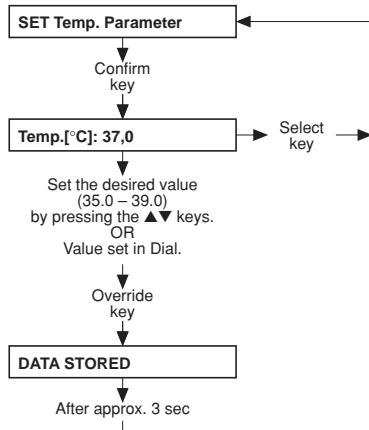 SET Temp. Parameter
Confirm
key
Temp.[°C]: 37,0
Select
key
Set the desired value
(35.0 – 39.0)
by pressing the ▲▼ keys.
OR
Value set in Dial.
Override
key
DATA STORED
After approx. 3 sec